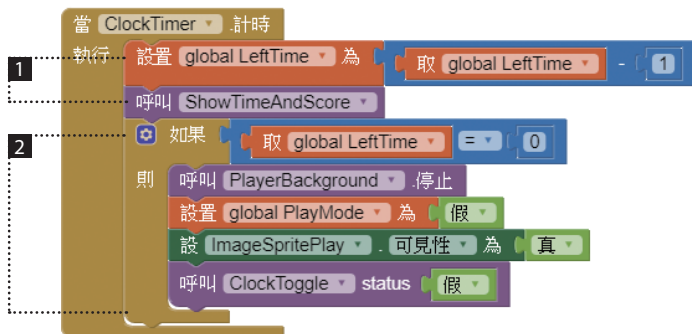 當 ClockTimer .計時
執行 設置 global LeftTime 為 取 global LeftTime - 1
1
呼叫 ShowTimeAndScore
如果 取 global LeftTime = 0
2
則 呼叫 PlayerBackground .停止
設置 global PlayMode 為 假
設 ImageSpritePlay . 可見性 為 真
呼叫 ClockToggle status 假